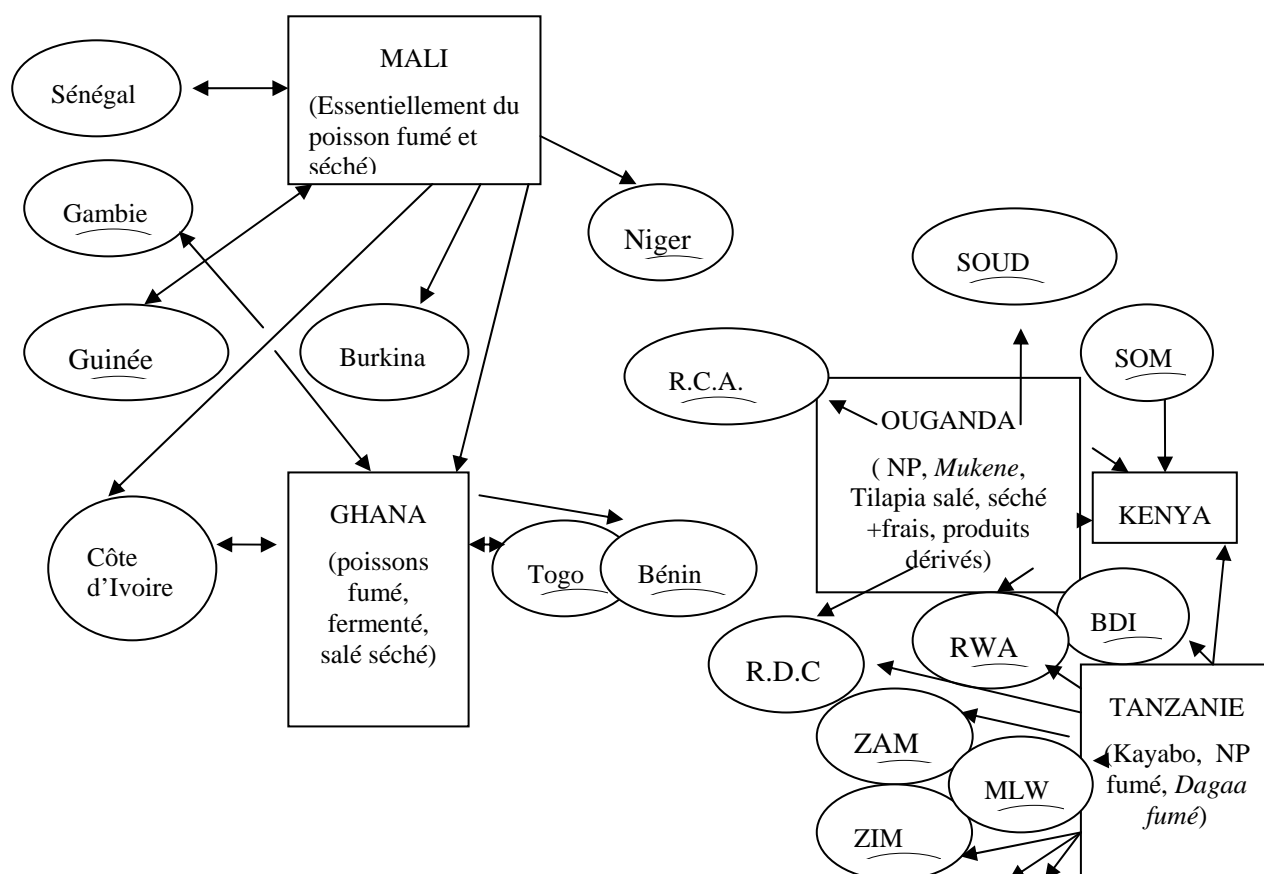 MALI
(Essentiellement du
poisson fumé et
séché)
Sénégal
Gambie
Niger
SOUD
Guinée
Burkina
SOM
R.C.A.
OUGANDA
( NP, Mukene,
Tilapia salé, séché
+frais, produits
dérivés)
KENYA
GHANA
(poissons
fumé,
fermenté,
salé séché)
Côte
d'Ivoire
Togo
Bénin
BDI
RWA
R.D.C
TANZANIE
(Kayabo, NP
fumé, Dagaa
fumé)
ZAM
MLW
ZIM